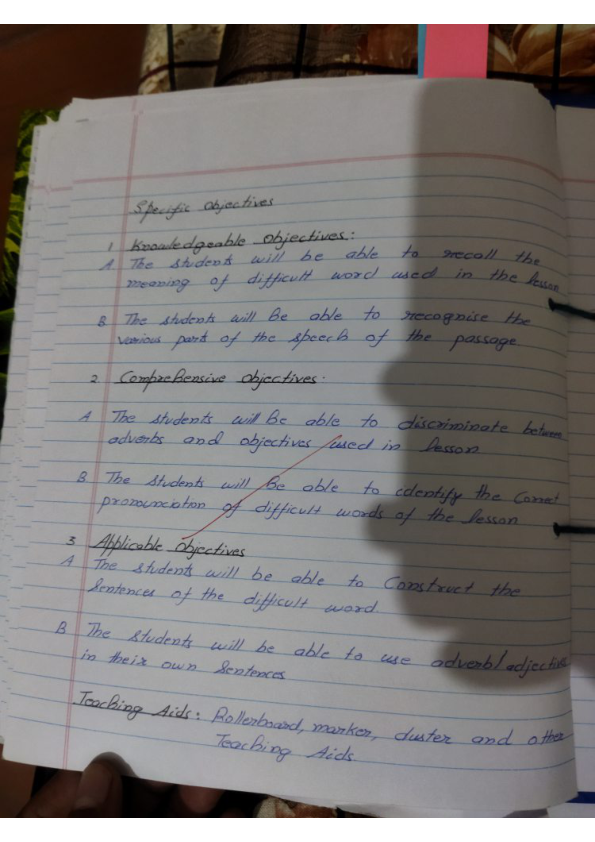 Specific Objectives
1 Knowledgeable Objectives:
A The students will be able to recall the
meaning of difficult word used in the lesson
B The students will Be able to recognise the
various part of the speech of the passage
2 Comprehensive objectives:
A The students will Be able to discriminate between
adverbs and objectives used in lesson
B The students will be able to identify the Correct
pronunciation of difficult words of the lesson
3 Applicable Objectives
A The students will be able to Construct the
Sentences of the difficult word
B The students will be able to use adverb/adjective
in their own Sentences
Teaching Aids: Rollerboard, marker, duster and other
Teaching Aids